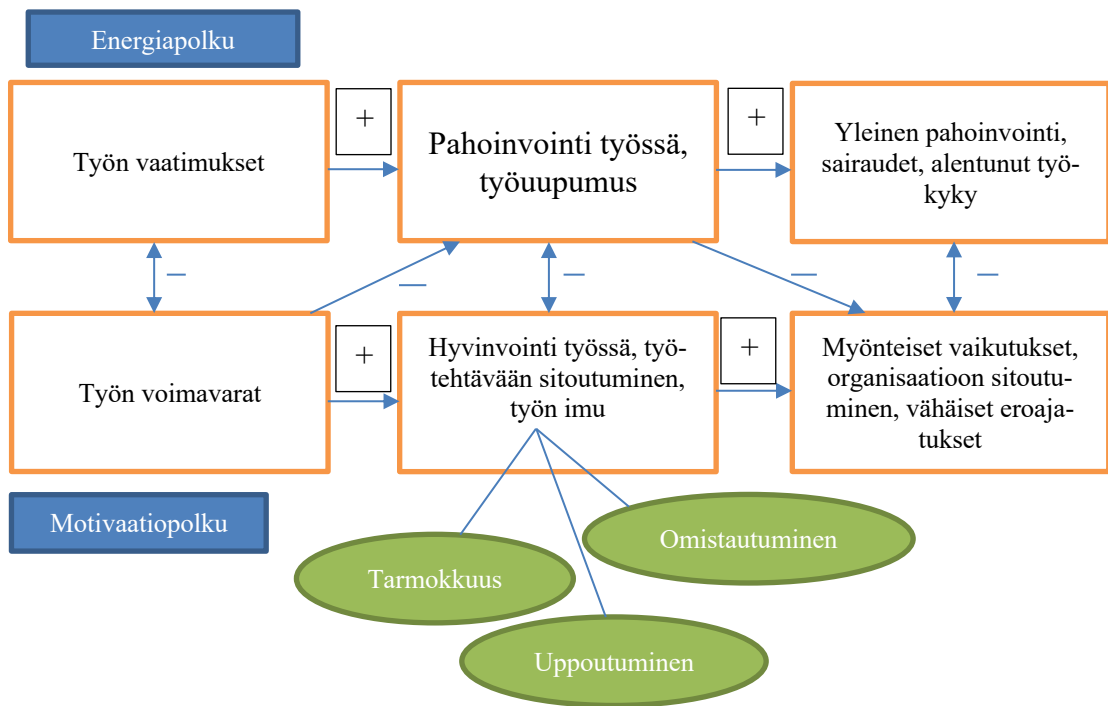 Energiapolku
Työn vaatimukset
+
Pahoinvointi työssä,
työuupumus
+
Yleinen pahoinvointi,
sairaudet, alentunut työ-
kyky
—
—
—
—
—
Työn voimavarat
+
Hyvinvointi työssä, työ-
tehtävään sitoutuminen,
työn imu
+
Myönteiset vaikutukset,
organisaatioon sitoutu-
minen, vähäiset eroaja-
tukset
Motivaatiopolku
Omistautuminen
Tarmokkuus
Uppoutuminen